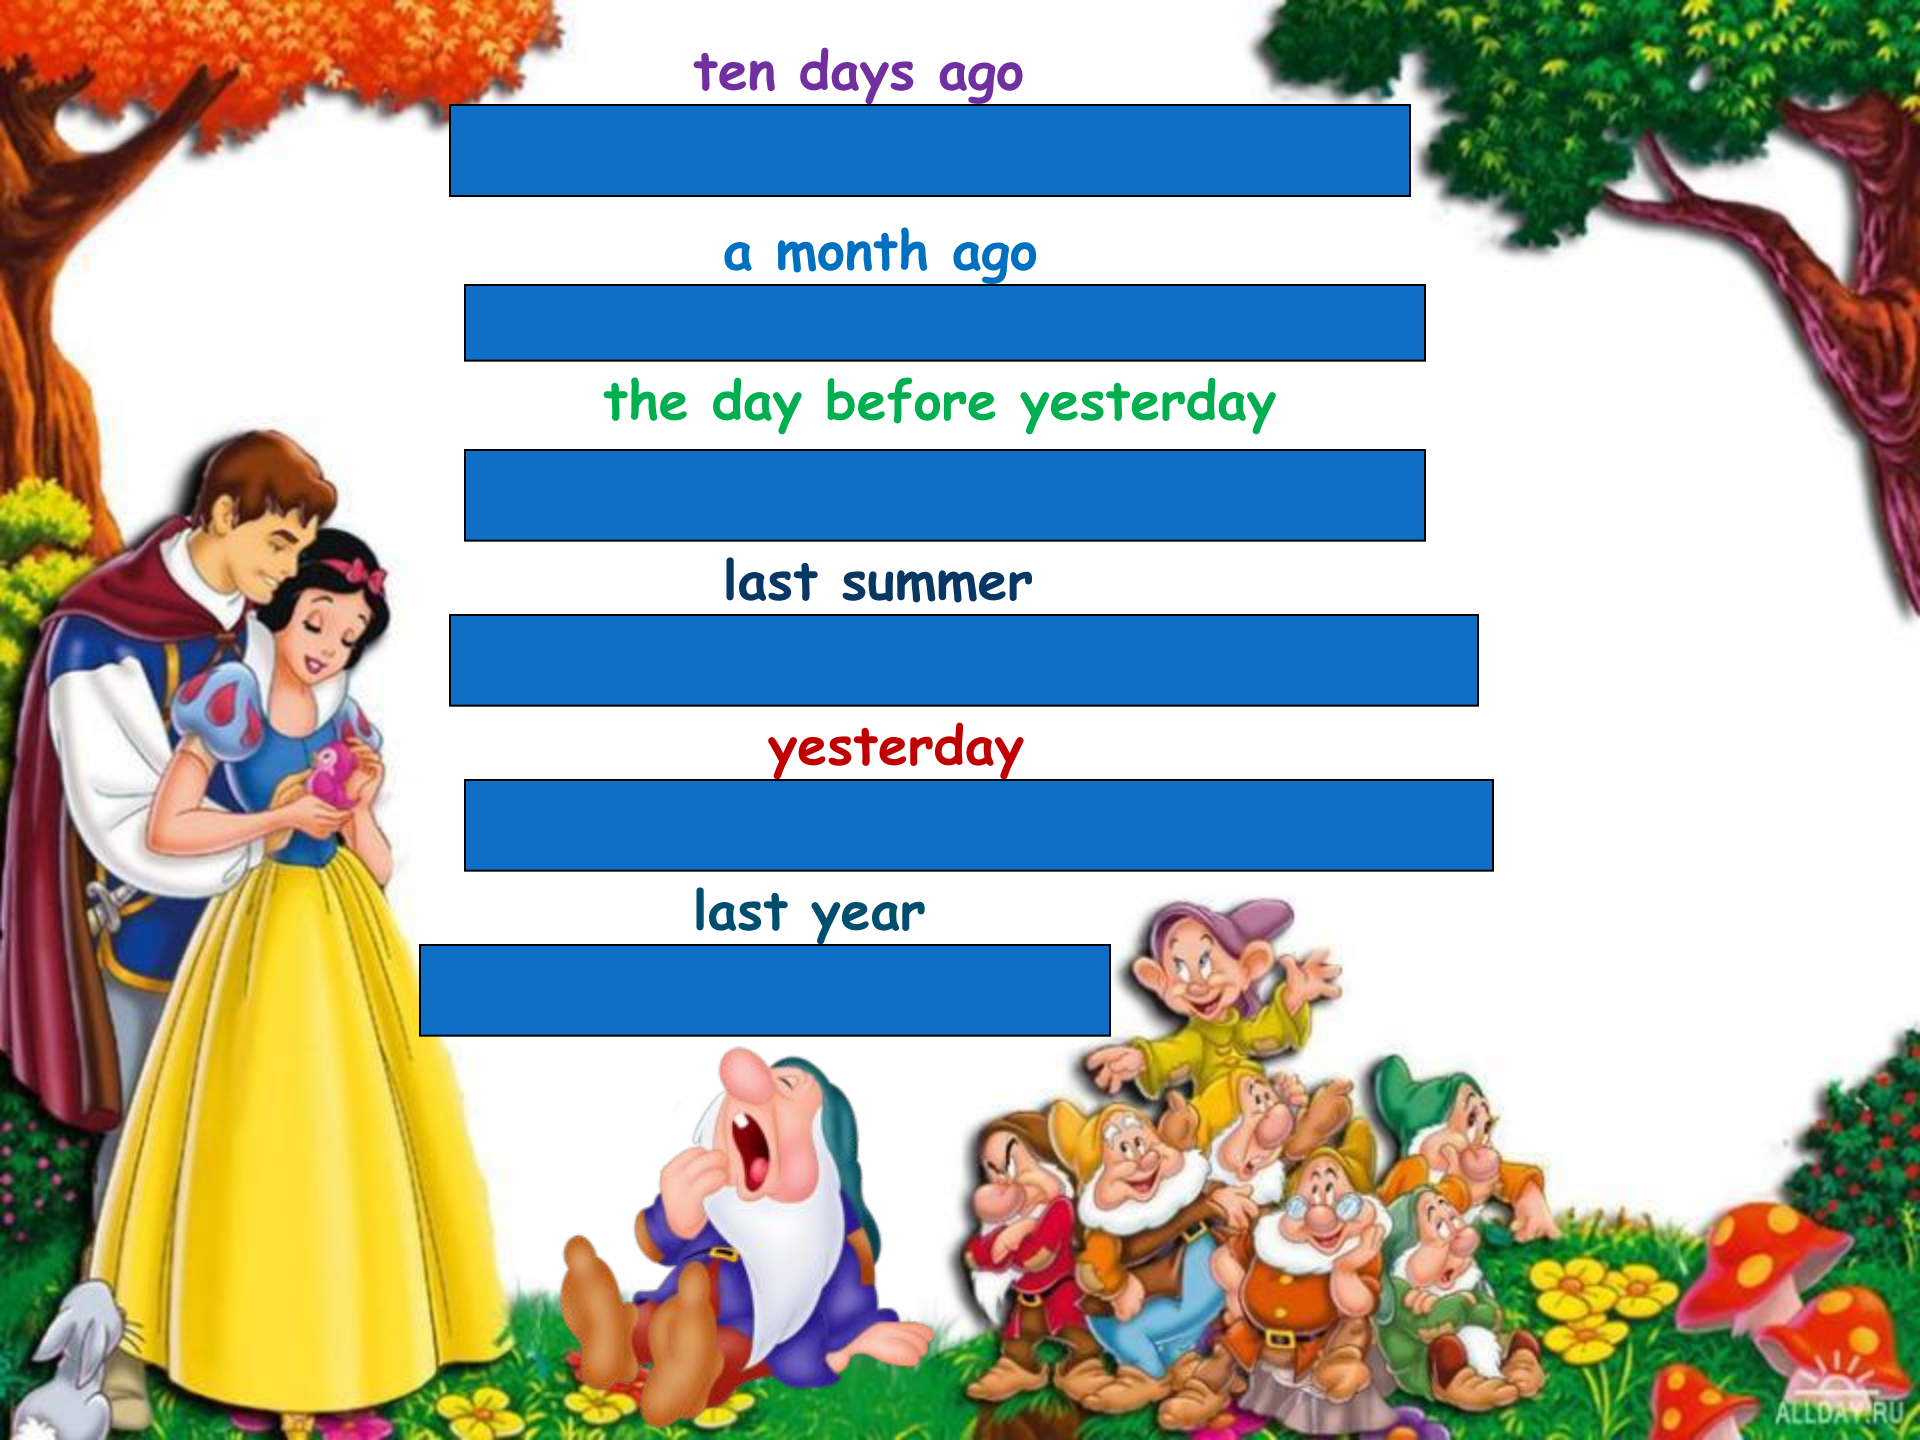 ten days ago
a month ago
the day before yesterday
last summer
yesterday
last year
ALLDAY.RU